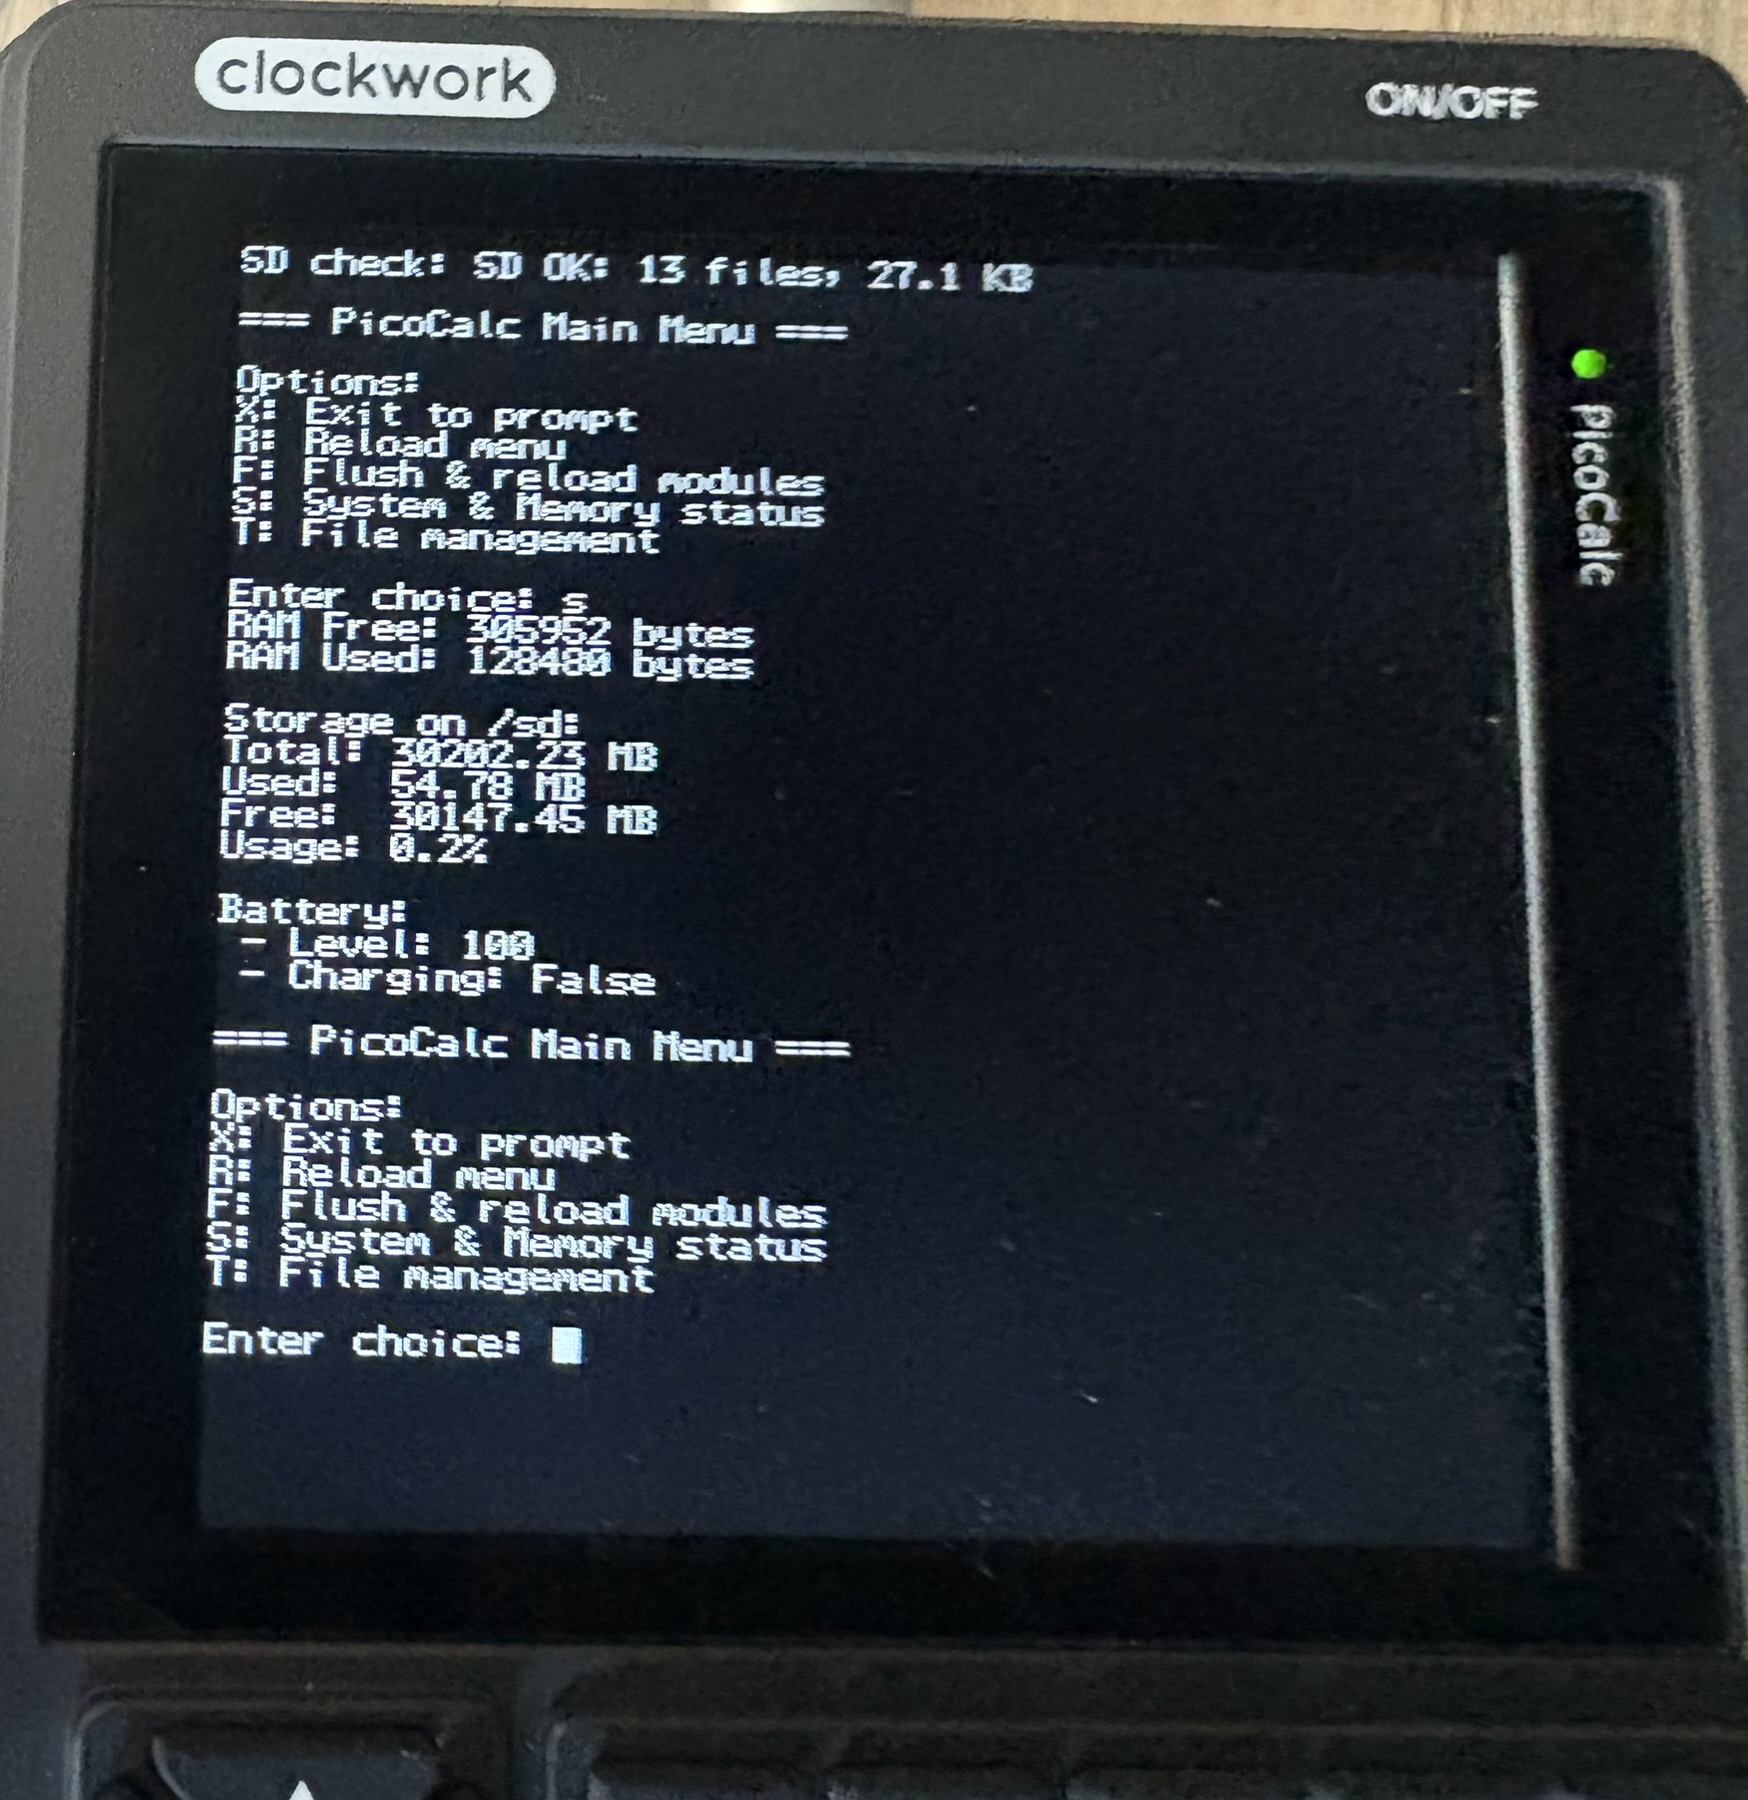 clockwork
ON/OFF
SD check: SD OK: 13 files, 27.1 KB
=== PicoCalc Main Menu ===
Options:
X: Exit to prompt
R: Reload menu
F: Flush & reload modules
S: System & Memory status
T: File management
Enter choice: s
RAM Free: 305952 bytes
RAM Used: 128480 bytes
Storage on /sd:
Total: 30202.23 MB
Used:  54.78 MB
Free:  30147.45 MB
Usage: 0.2%
Battery:
 - Level: 100
 - Charging: False
=== PicoCalc Main Menu ===
Options:
X: Exit to prompt
R: Reload menu
F: Flush & reload modules
S: System & Memory status
T: File management
Enter choice:
PicoCalc